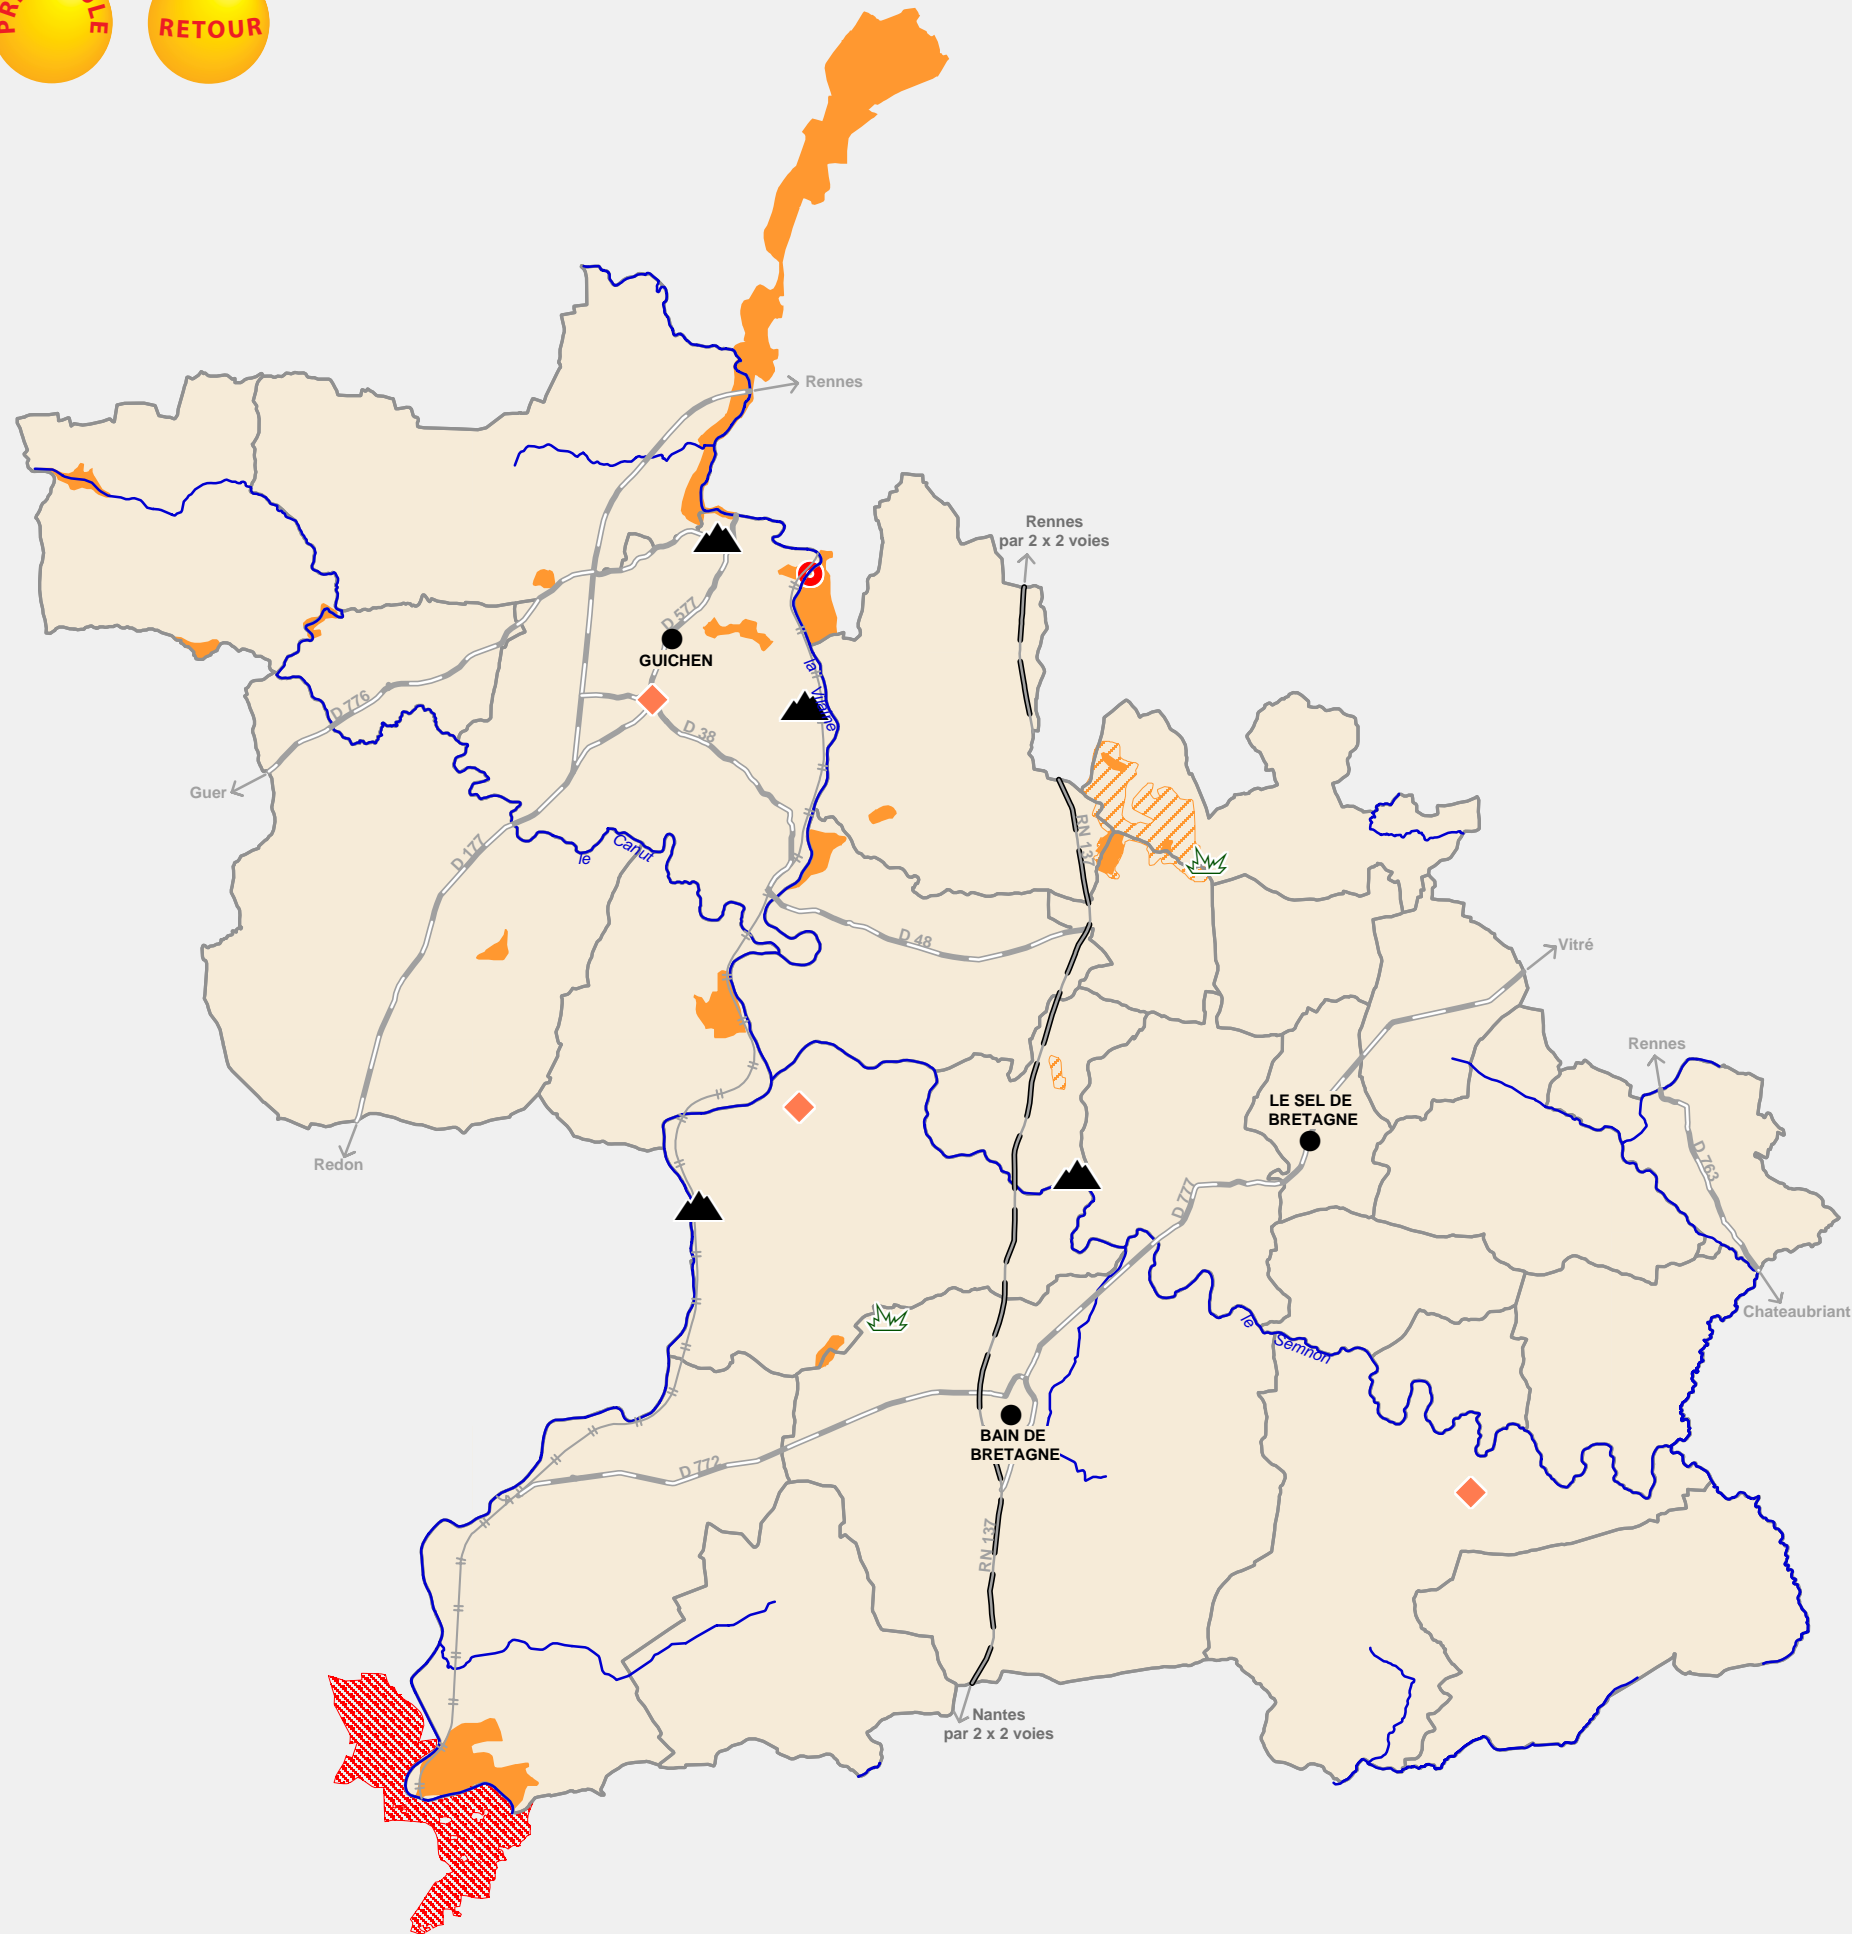 RETOUR
Rennes
Rennes
par 2 x 2 voies
D 577
GUICHEN
la Vilaine
D 776
D 38
Guer
RN 137
D 177
le Canut
D 48
Vitré
Rennes
LE SEL DE
BRETAGNE
D 763
Redon
D 777
Chateaubriant
le Semnon
BAIN DE
BRETAGNE
D 772
RN 137
Nantes
par 2 x 2 voies